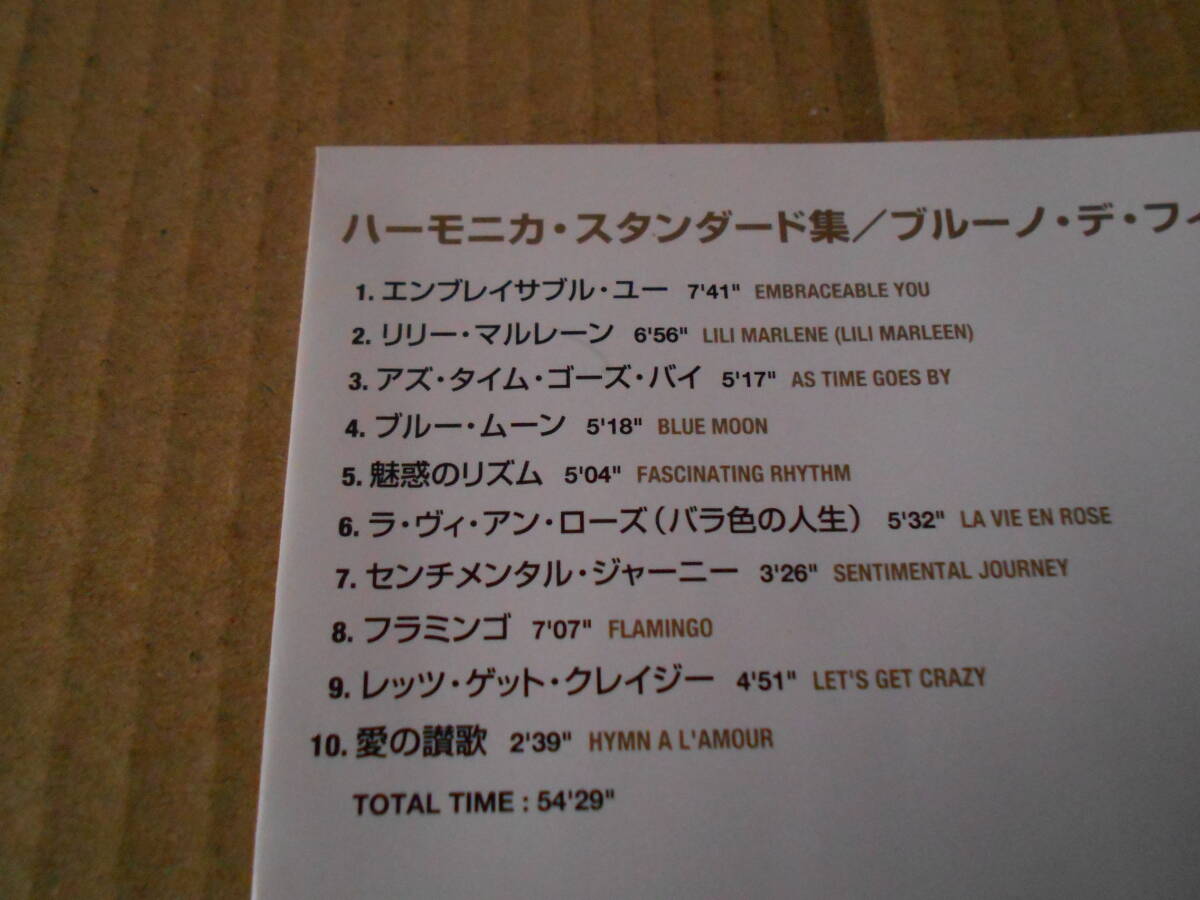 ハーモニカ・スタンダード集／ブルーノ・デ・フィ
1. エンブレイサブル・ユー 7'41" EMBRACEABLE YOU
2. リリー・マルレーン 6'56" LILI MARLENE (LILI MARLEEN)
3. アズ・タイム・ゴーズ・バイ 5'17" AS TIME GOES BY
4. ブルー・ムーン 5'18" BLUE MOON
5. 魅惑のリズム 5'04" FASCINATING RHYTHM
6. ラ・ヴィ・アン・ローズ（バラ色の人生） 5'32" LA VIE EN ROSE
7. センチメンタル・ジャーニー 3'26" SENTIMENTAL JOURNEY
8. フラミンゴ 7'07" FLAMINGO
9. レッツ・ゲット・クレイジー 4'51" LET'S GET CRAZY
10. 愛の讃歌 2'39" HYMN A L'AMOUR
TOTAL TIME : 54'29"